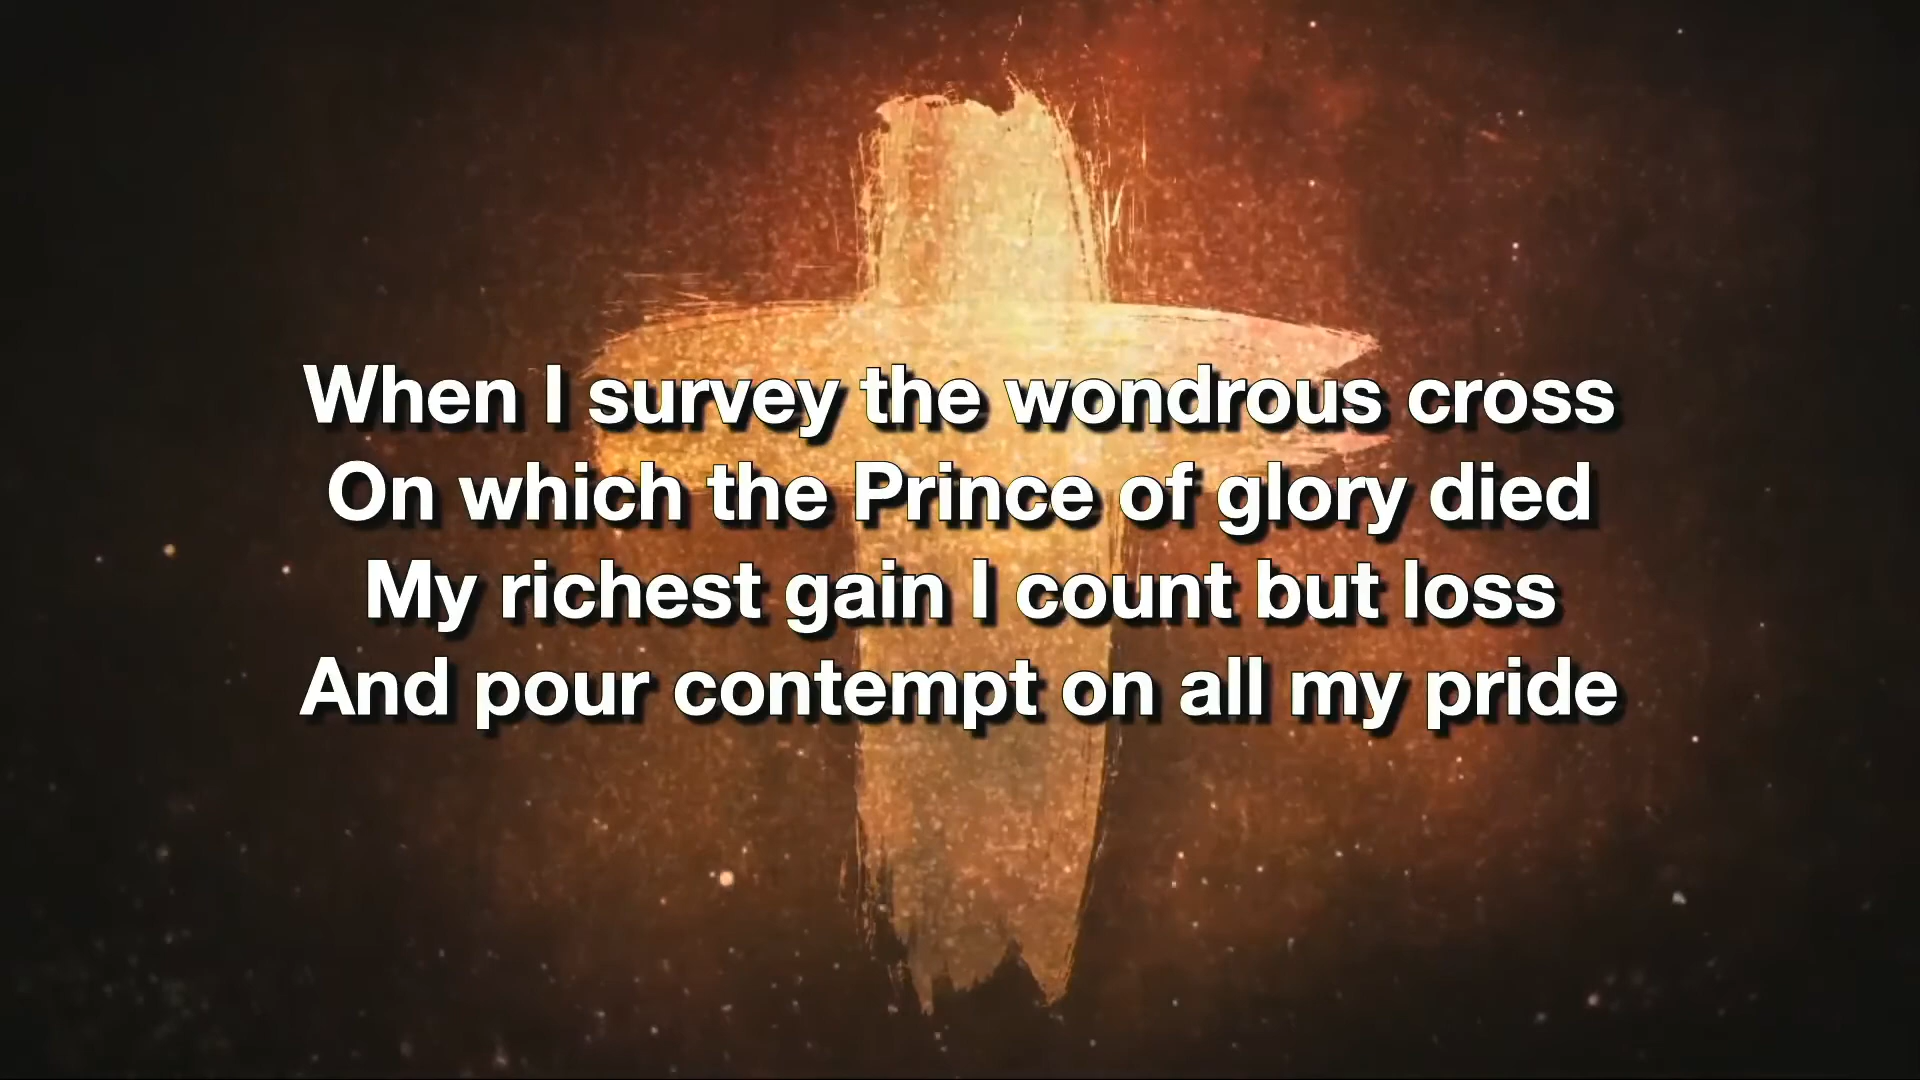 When I survey the wondrous cross
On which the Prince of glory died
My richest gain I count but loss
And pour contempt on all my pride